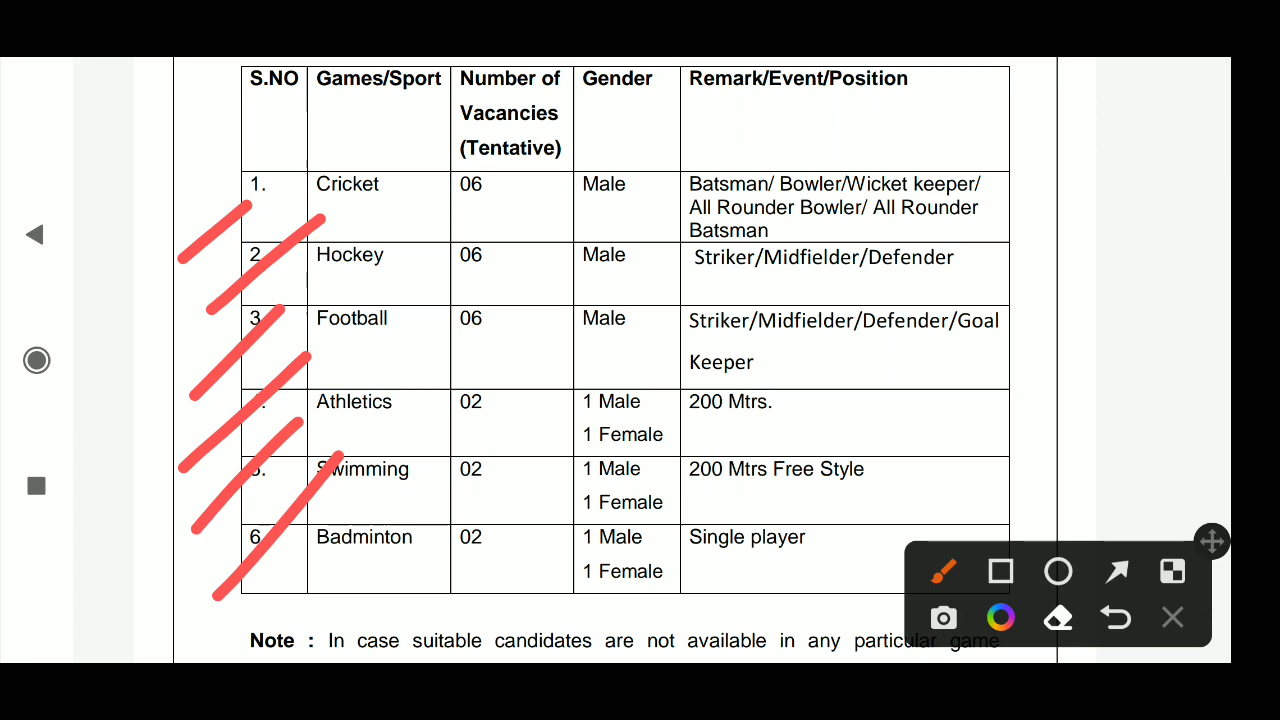 S.NO Games/Sport Number of Vacancies (Tentative) Gender Remark/Event/Position
1. Cricket 06 Male Batsman/ Bowler/Wicket keeper/
All Rounder Bowler/ All Rounder
Batsman
2 Hockey 06 Male Striker/Midfielder/Defender
3 Football 06 Male Striker/Midfielder/Defender/Goal
Keeper
Athletics 02 1 Male 200 Mtrs.
1 Female
5. Swimming 02 1 Male 200 Mtrs Free Style
1 Female
6 Badminton 02 1 Male Single player
1 Female
Note : In case suitable candidates are not available in any particular game